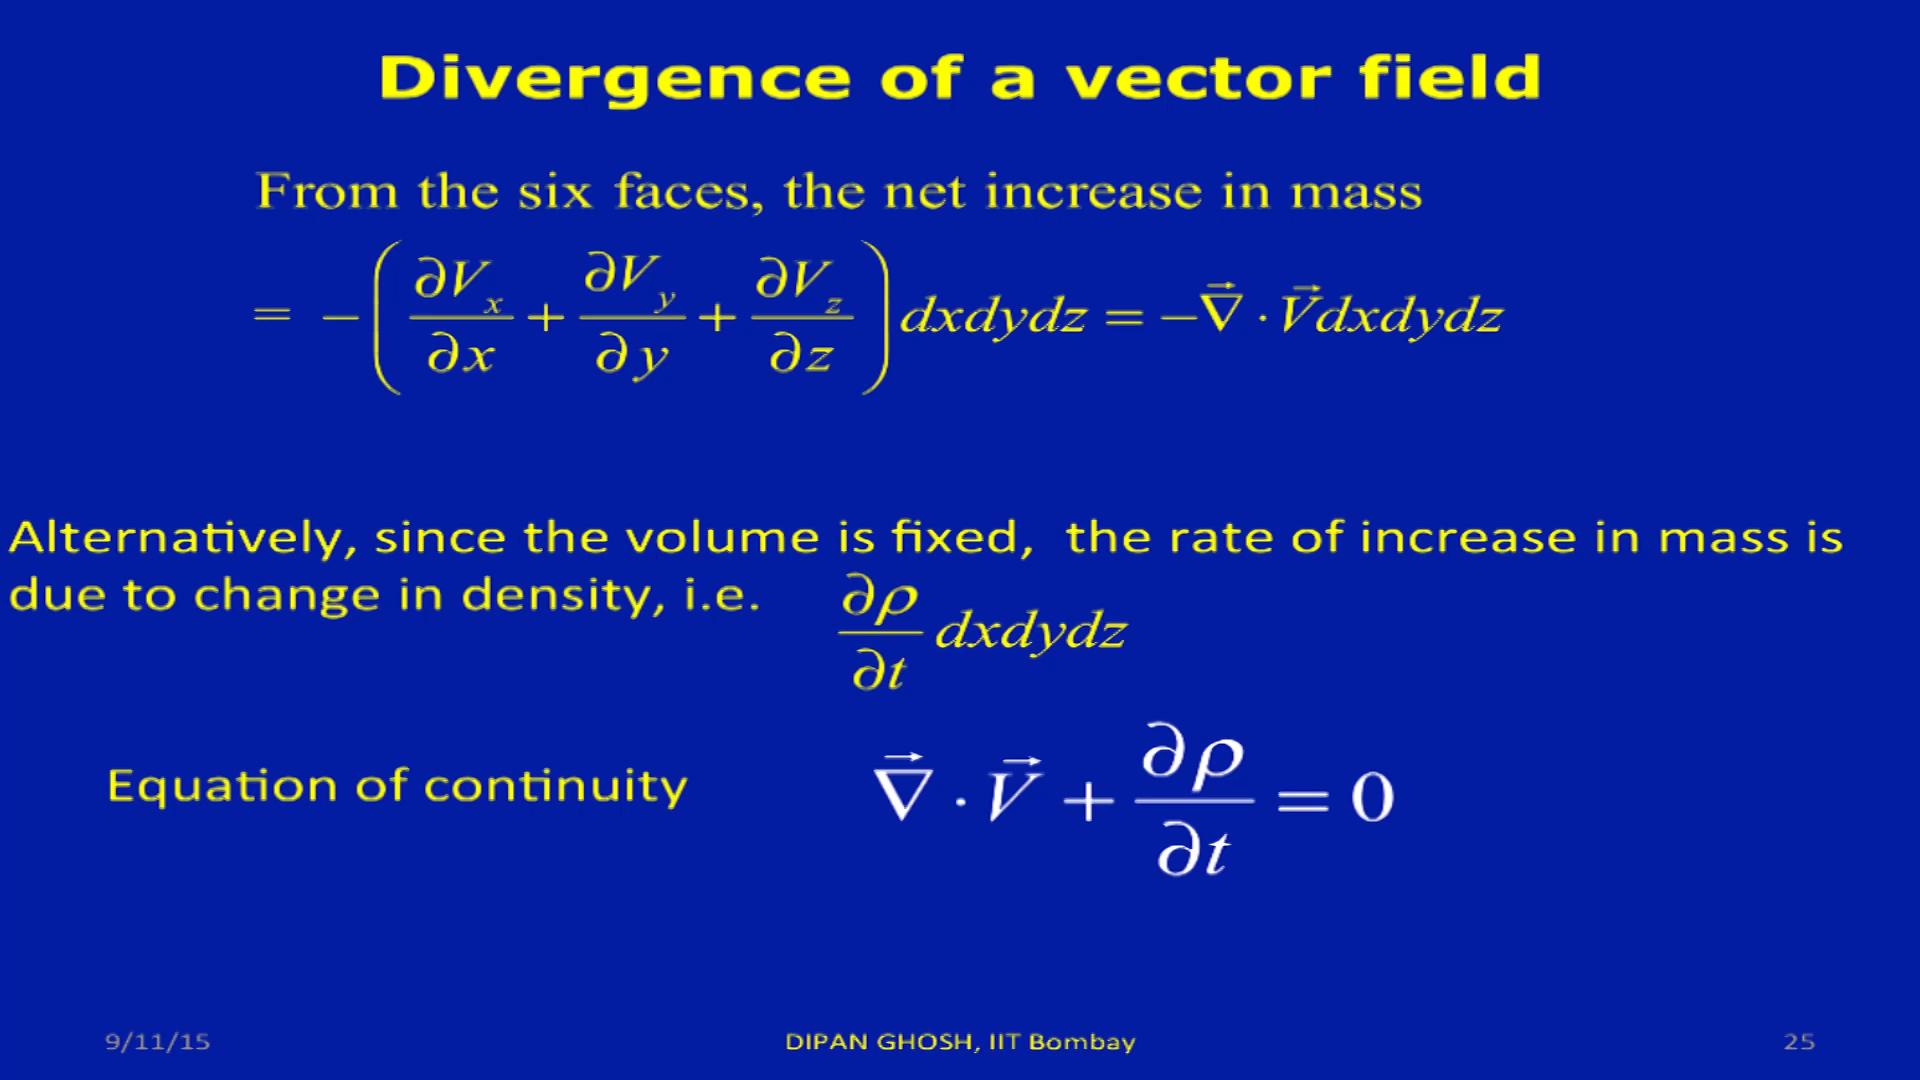 Divergence of a vector field
From the six faces, the net increase in mass
= −(∂Vₓ/∂x + ∂V_y/∂y + ∂V_z/∂z) dxdydz = −∇⃗ · V⃗dxdydz
Alternatively, since the volume is fixed, the rate of increase in mass is
due to change in density, i.e. ∂ρ/∂t dxdydz
Equation of continuity ∇⃗ · V⃗ + ∂ρ/∂t = 0
9/11/15 DIPAN GHOSH, IIT Bombay 25